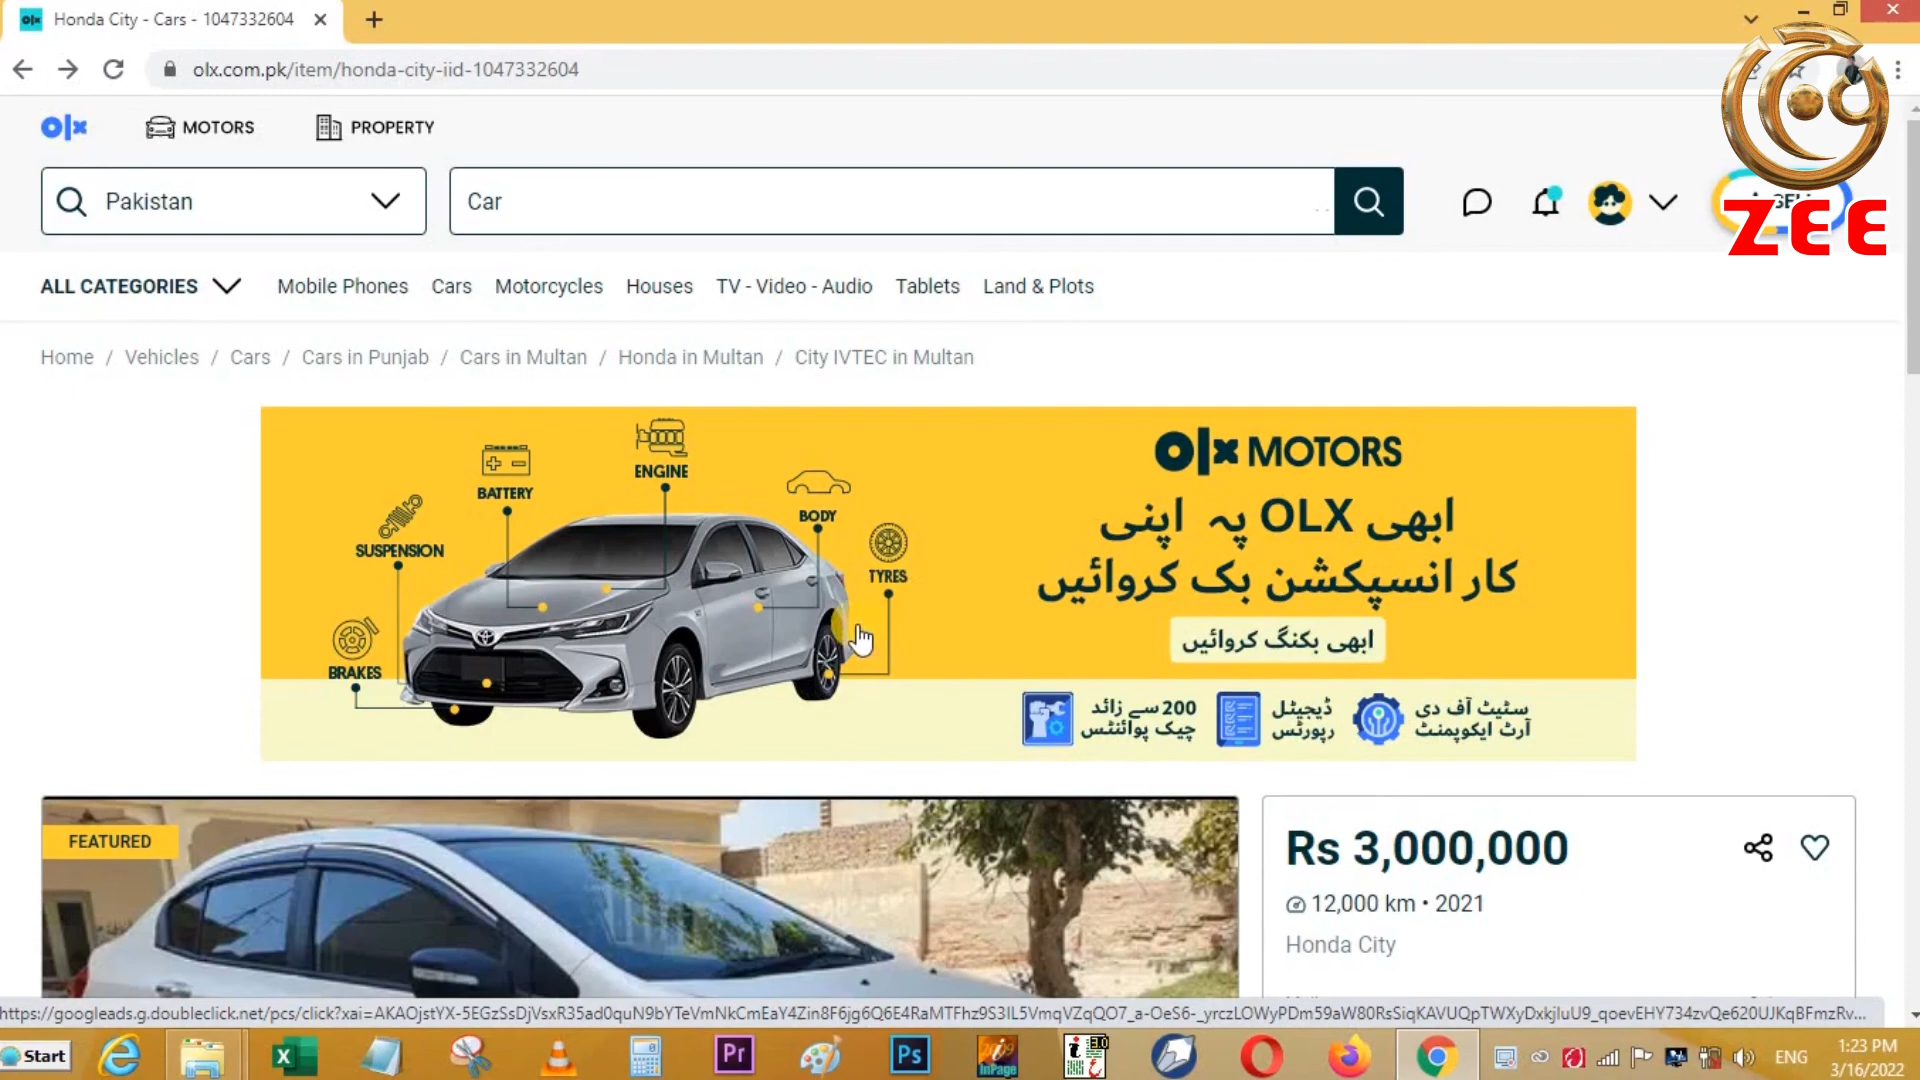 Honda City - Cars - 1047332604
olx.com.pk/item/honda-city-iid-1047332604
olx MOTORS PROPERTY
Pakistan
Car
ZEE
ALL CATEGORIES Mobile Phones Cars Motorcycles Houses TV - Video - Audio Tablets Land & Plots
Home / Vehicles / Cars / Cars in Punjab / Cars in Multan / Honda in Multan / City IVTEC in Multan
ENGINE
BATTERY
BODY
SUSPENSION
TYRES
BRAKES
olx MOTORS
ابھی OLX پہ اپنی
کار انسپکشن بک کروائیں
ابھی بکنگ کروائیں
200 سے زائد
چیک پوائنٹس
ڈیجیٹل
رپورٹس
سٹیٹ آف دی
آرٹ ایکوپمنٹ
FEATURED
Rs 3,000,000
12,000 km • 2021
Honda City
Start
Pr
Ps
InPage
ENG
1:23 PM
3/16/2022